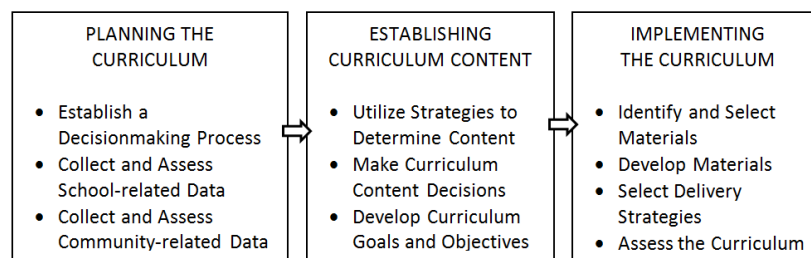 PLANNING THE
CURRICULUM
• Establish a
Decisionmaking Process
• Collect and Assess
School-related Data
• Collect and Assess
Community-related Data
ESTABLISHING
CURRICULUM CONTENT
• Utilize Strategies to
Determine Content
• Make Curriculum
Content Decisions
• Develop Curriculum
Goals and Objectives
IMPLEMENTING
THE CURRICULUM
• Identify and Select
Materials
• Develop Materials
• Select Delivery
Strategies
• Assess the Curriculum